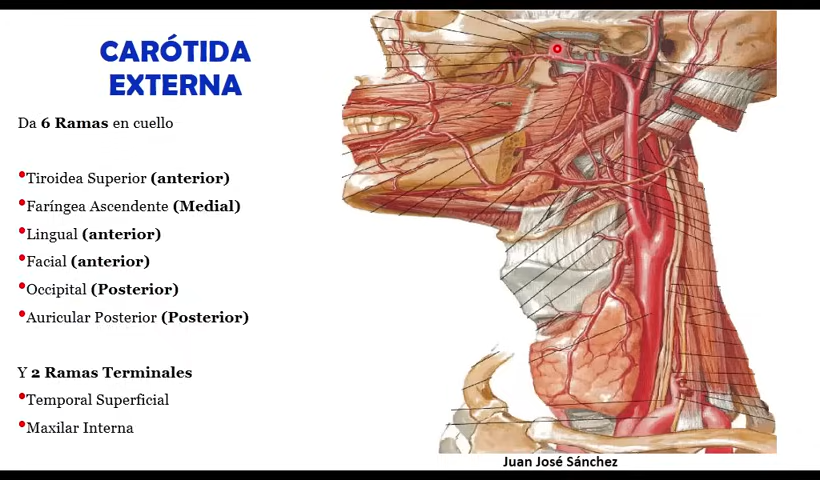 CARÓTIDA
EXTERNA
Da 6 Ramas en cuello
Tiroidea Superior (anterior)
Faríngea Ascendente (Medial)
Lingual (anterior)
Facial (anterior)
Occipital (Posterior)
Auricular Posterior (Posterior)
Y 2 Ramas Terminales
Temporal Superficial
Maxilar Interna
Juan José Sánchez